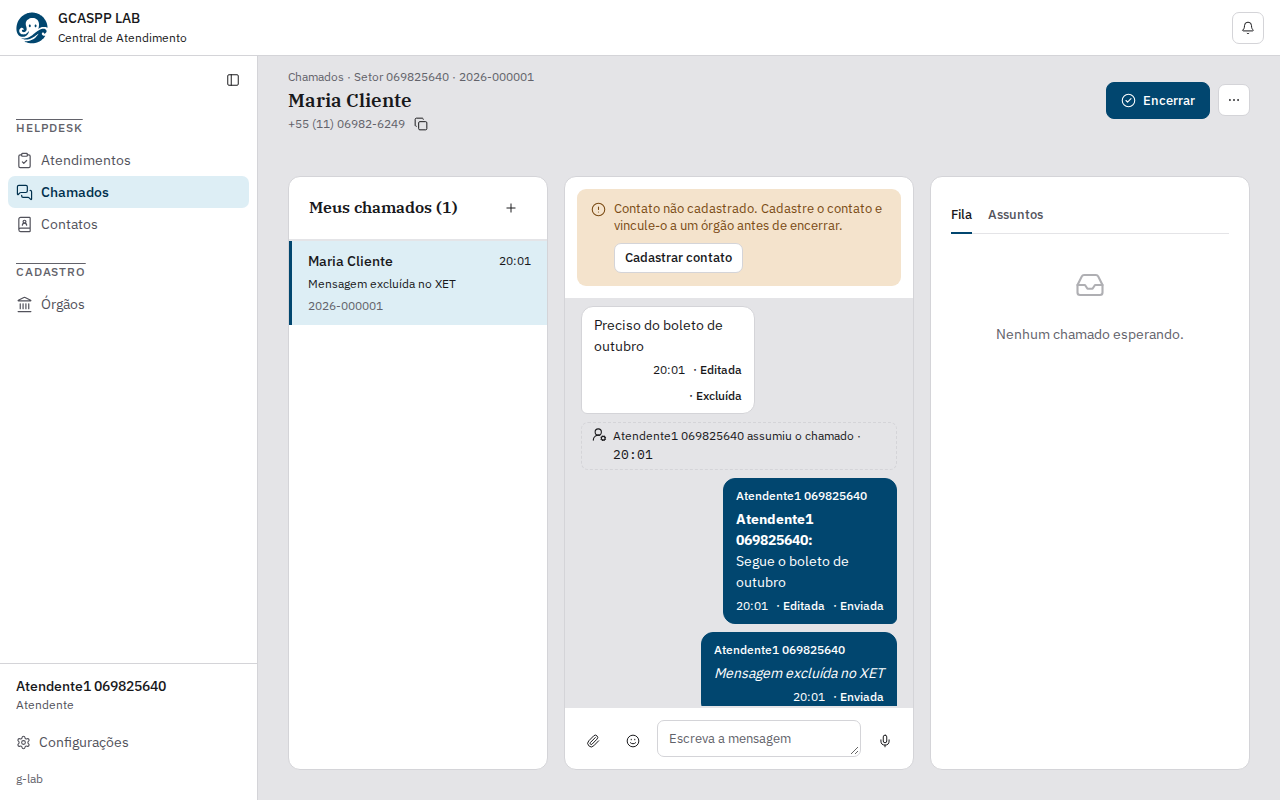 GCASPP LAB
Central de Atendimento
HELPDESK
Atendimentos
Chamados
Contatos
CADASTRO
Órgãos
Atendente1 069825640
Atendente
Configurações
g-lab
Chamados · Setor 069825640 · 2026-000001
Maria Cliente
+55 (11) 06982-6249
Encerrar
Meus chamados (1)
Maria Cliente 20:01
Mensagem excluída no XET
2026-000001
Contato não cadastrado. Cadastre o contato e
vincule-o a um órgão antes de encerrar.
Cadastrar contato
Preciso do boleto de
outubro
20:01 · Editada
· Excluída
Atendente1 069825640 assumiu o chamado ·
20:01
Atendente1 069825640
Atendente1
069825640:
Segue o boleto de
outubro
20:01 · Editada · Enviada
Atendente1 069825640
Mensagem excluída no XET
20:01 · Enviada
Escreva a mensagem
Fila Assuntos
Nenhum chamado esperando.